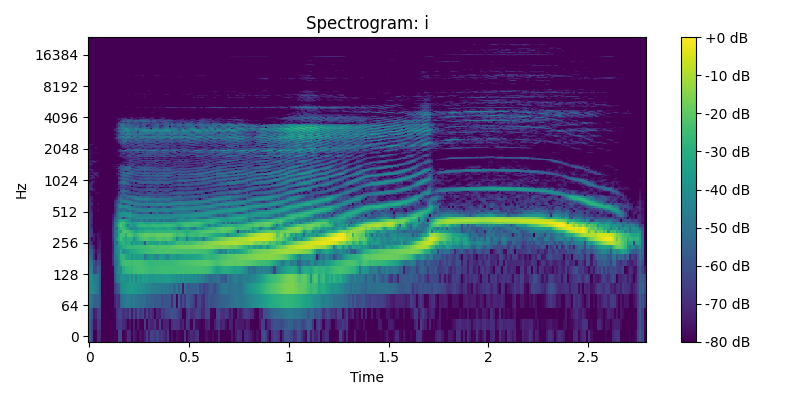 Spectrogram: i
16384
8192
4096
2048
1024
512
256
128
64
0
Hz
0
0.5
1
1.5
2
2.5
Time
+0 dB
-10 dB
-20 dB
-30 dB
-40 dB
-50 dB
-60 dB
-70 dB
-80 dB